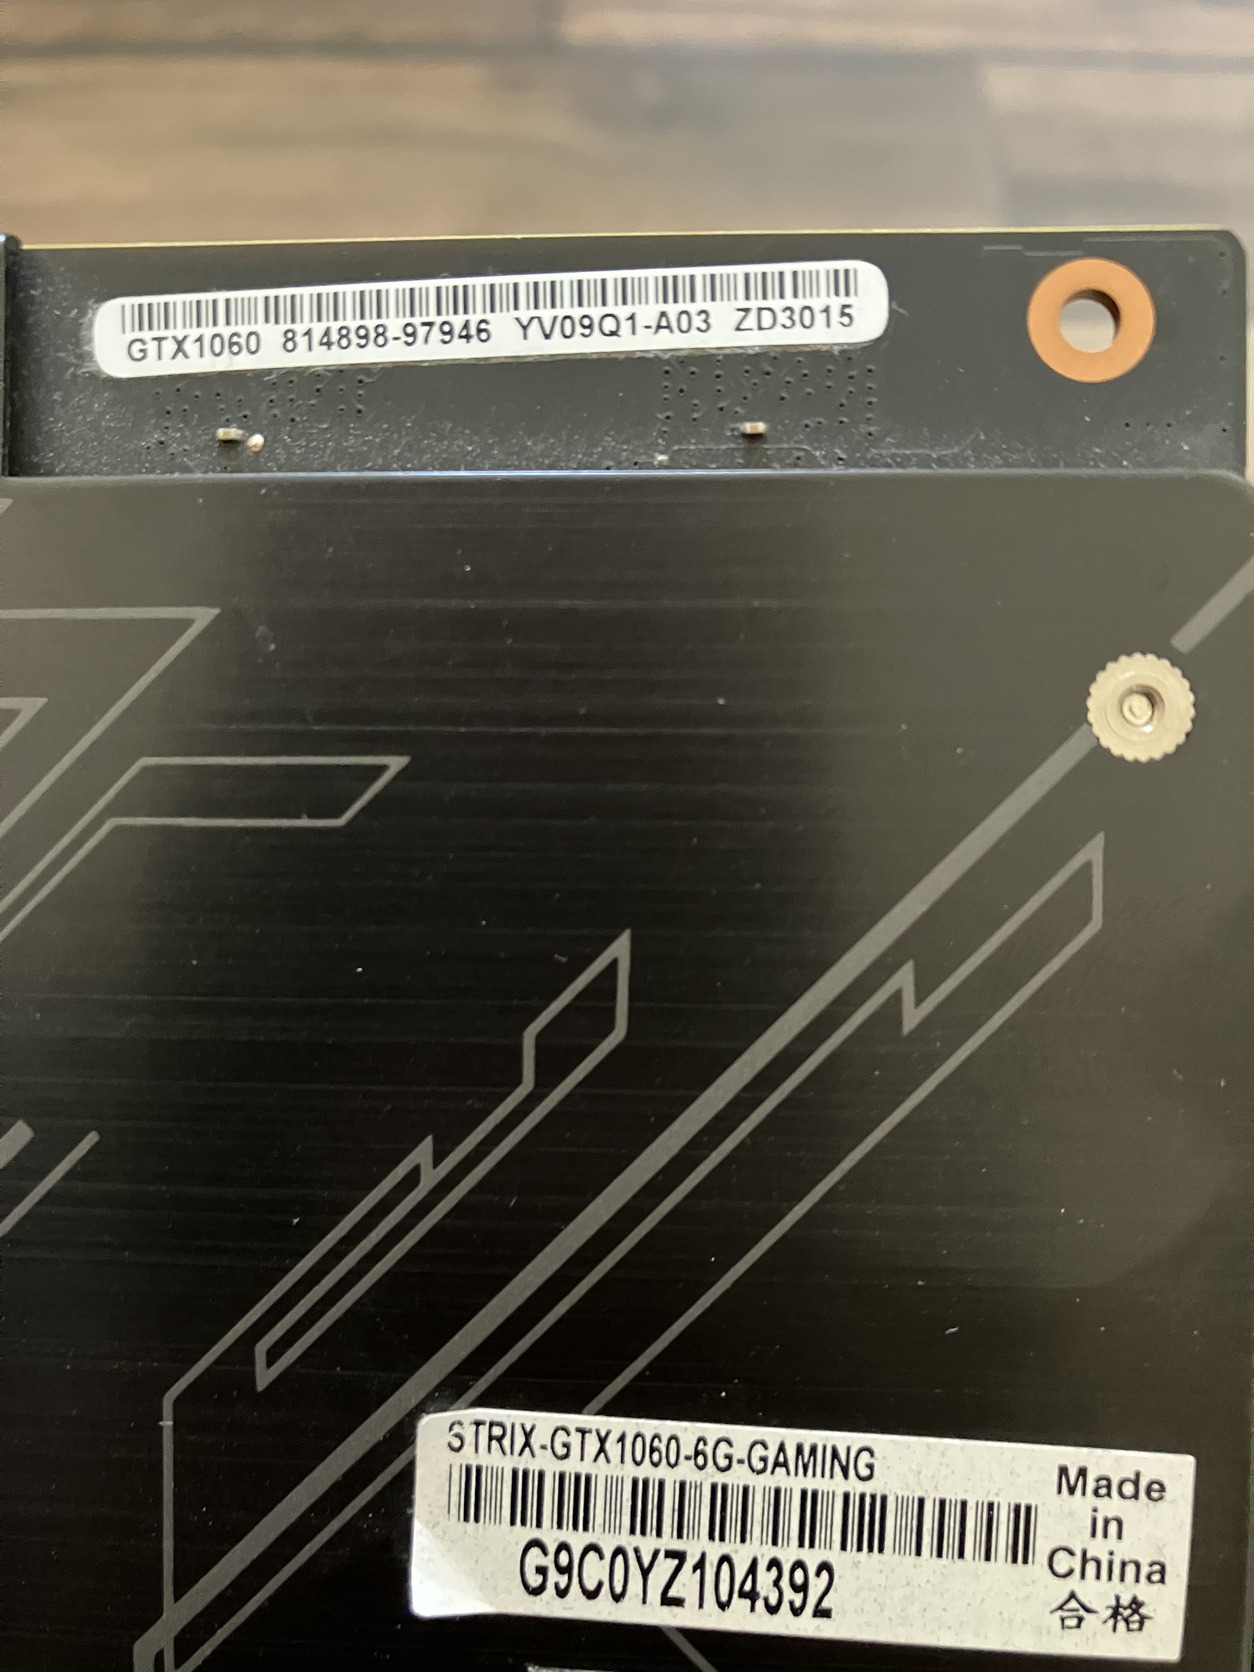 GTX1060 814898-97946 YV09Q1-A03 ZD3015
STRIX-GTX1060-6G-GAMING
G9C0YZ104392
Made
in
China
合格